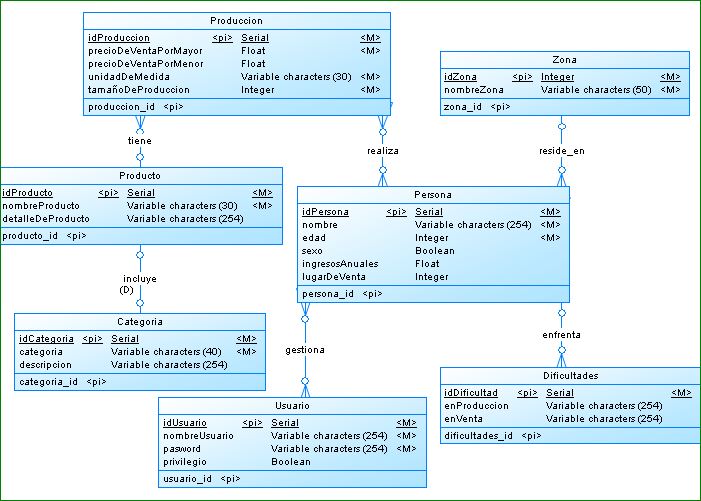 Produccion
idProduccion <pi> Serial <M>
precioDeVentaPorMayor Float <M>
precioDeVentaPorMenor Float
unidadDeMedida Variable characters (30) <M>
tamañoDeProduccion Integer <M>
produccion_id <pi>
Zona
idZona <pi> Integer <M>
nombreZona Variable characters (50) <M>
zona_id <pi>
tiene
realiza
reside_en
Producto
idProducto <pi> Serial <M>
nombreProducto Variable characters (30) <M>
detalleDeProducto Variable characters (254)
producto_id <pi>
Persona
idPersona <pi> Serial <M>
nombre Variable characters (254) <M>
edad Integer <M>
sexo Boolean
ingresosAnuales Float
lugarDeVenta Integer
persona_id <pi>
incluye
(D)
Categoria
idCategoria <pi> Serial <M>
categoria Variable characters (40) <M>
descripcion Variable characters (254)
categoria_id <pi>
gestiona
enfrenta
Dificultades
idDificultad <pi> Serial <M>
enProduccion Variable characters (254)
enVenta Variable characters (254)
dificultades_id <pi>
Usuario
idUsuario <pi> Serial <M>
nombreUsuario Variable characters (254) <M>
pasword Variable characters (254) <M>
privilegio Boolean
usuario_id <pi>